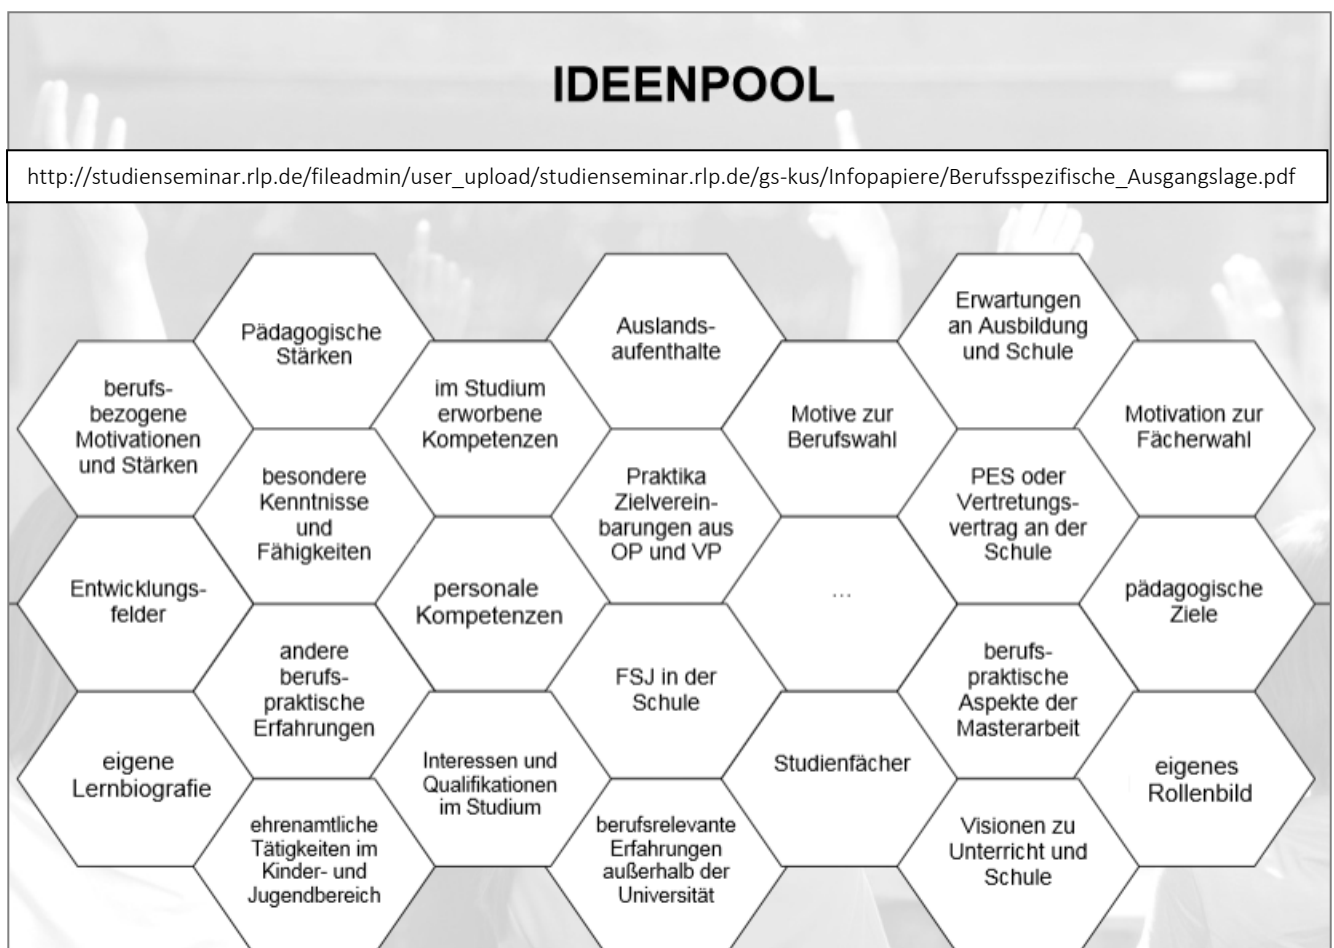 IDEENPOOL
http://studienseminar.rlp.de/fileadmin/user_upload/studienseminar.rlp.de/gs-kus/Infopapiere/Berufsspezifische_Ausgangslage.pdf
Pädagogische
Stärken
Auslands-
aufenthalte
Erwartungen
an Ausbildung
und Schule
berufs-
bezogene
Motivationen
und Stärken
im Studium
erworbene
Kompetenzen
Motive zur
Berufswahl
Motivation zur
Fächerwahl
besondere
Kenntnisse
und
Fähigkeiten
Praktika
Zielverein-
barungen aus
OP und VP
PES oder
Vertretungs-
vertrag an der
Schule
Entwicklungs-
felder
personale
Kompetenzen
...
pädagogische
Ziele
andere
berufs-
praktische
Erfahrungen
FSJ in der
Schule
berufs-
praktische
Aspekte der
Masterarbeit
eigene
Lernbiografie
Interessen und
Qualifikationen
im Studium
Studienfächer
eigenes
Rollenbild
ehrenamtliche
Tätigkeiten im
Kinder- und
Jugendbereich
berufsrelevante
Erfahrungen
außerhalb der
Universität
Visionen zu
Unterricht und
Schule